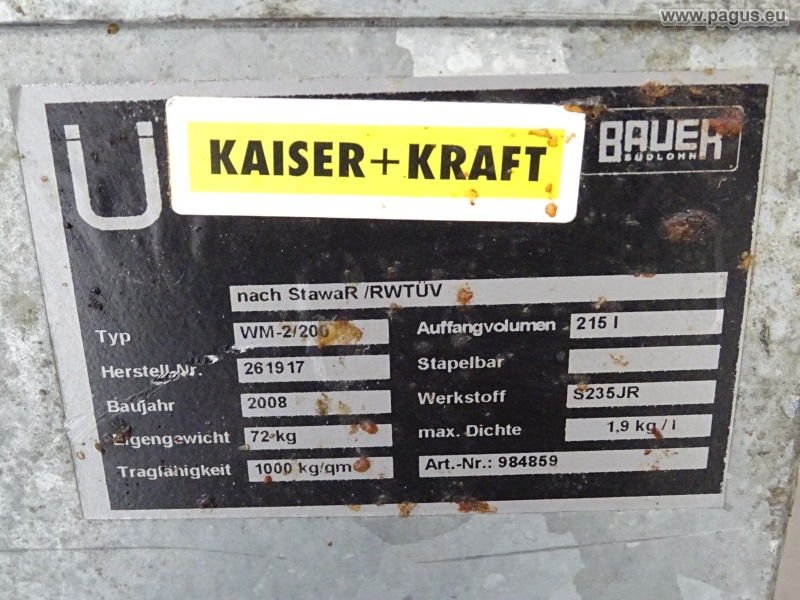 www.pagus.eu
Ü
KAISER+KRAFT
BAUER
SÜDLOHN
nach StawaR /RWTÜV
Typ WM-2/200
Herstell-Nr. 261917
Baujahr 2008
Eigengewicht 72 kg
Tragfähigkeit 1000 kg/qm
Auffangvolumen 215 l
Stapelbar
Werkstoff S235JR
max. Dichte 1,9 kg / l
Art.-Nr.: 984859